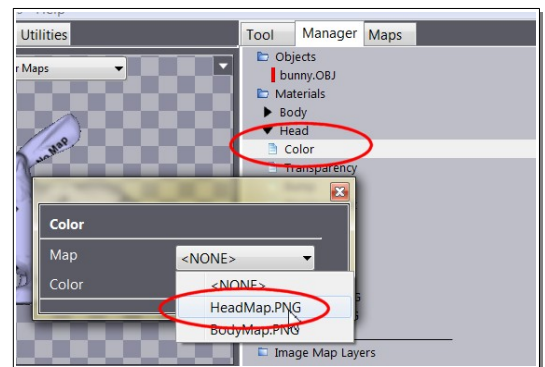 Help
Utilities
Tool Manager Maps
r Maps
Objects
bunny.OBJ
Materials
Body
Head
Color
Transparency
Color
Map <NONE>
Color <NONE>
HeadMap.PNG
BodyMap.PNG
Image Map Layers